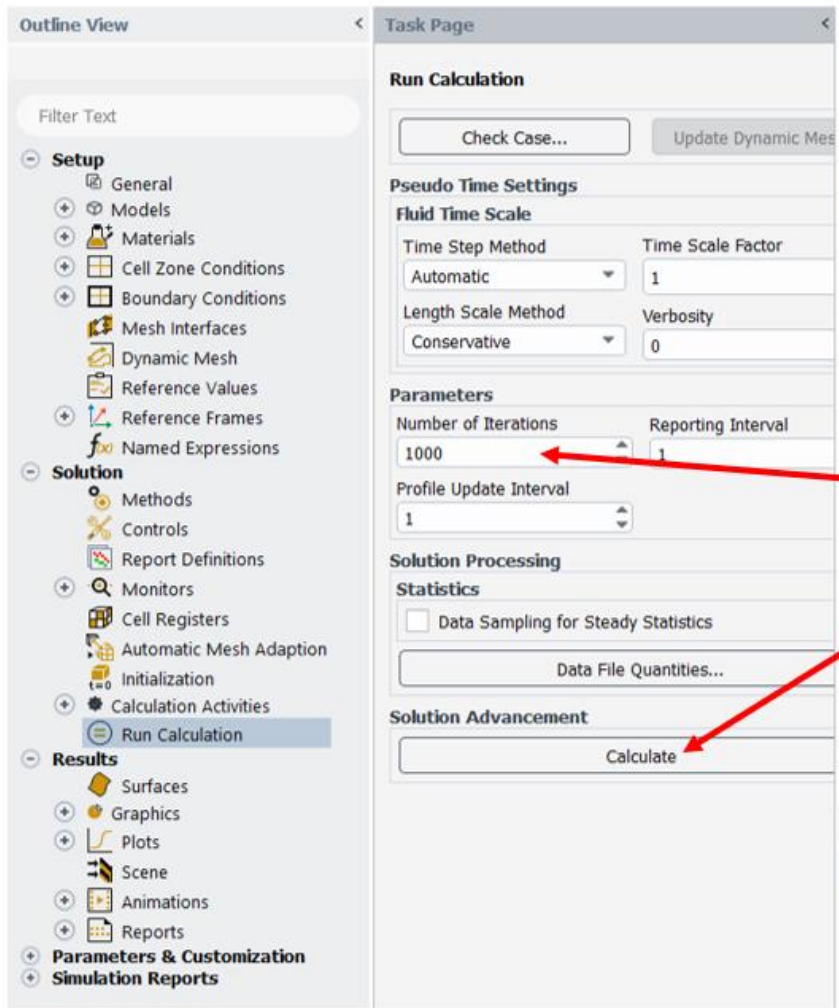 Outline View
Filter Text
Setup
General
Models
Materials
Cell Zone Conditions
Boundary Conditions
Mesh Interfaces
Dynamic Mesh
Reference Values
Reference Frames
f(x) Named Expressions
Solution
Methods
Controls
Report Definitions
Monitors
Cell Registers
Automatic Mesh Adaption
t=0 Initialization
Calculation Activities
Run Calculation
Results
Surfaces
Graphics
Plots
Scene
Animations
Reports
Parameters & Customization
Simulation Reports
Task Page
Run Calculation
Check Case... Update Dynamic Mes
Pseudo Time Settings
Fluid Time Scale
Time Step Method Time Scale Factor
Automatic 1
Length Scale Method Verbosity
Conservative 0
Parameters
Number of Iterations Reporting Interval
1000 1
Profile Update Interval
1
Solution Processing
Statistics
Data Sampling for Steady Statistics
Data File Quantities...
Solution Advancement
Calculate